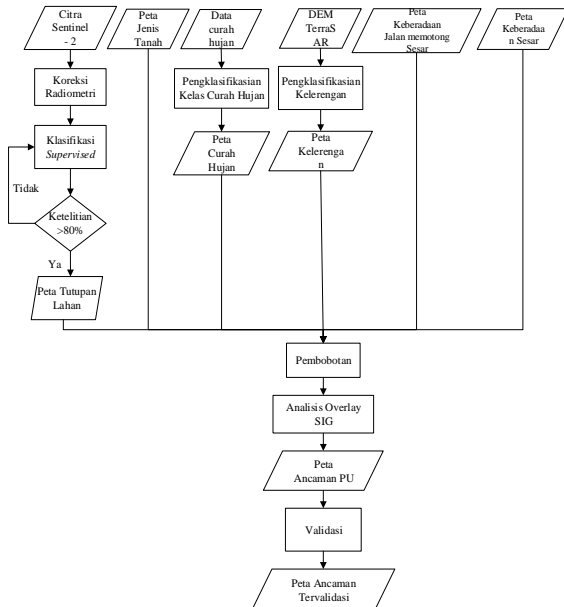 Citra
Sentinel
- 2
Peta
Jenis
Tanah
Data
curah
hujan
DEM
TerraS
AR
Peta
Keberadaan
Jalan memotong
Sesar
Peta
Keberadaa
n Sesar
Koreksi
Radiometri
Pengklasifikasian
Kelas Curah Hujan
Pengklasifikasian
Kelerengan
Klasifikasi
Supervised
Peta
Curah
Hujan
Peta
Kelerenga
n
Tidak
Ketelitian
>80%
Ya
Peta Tutupan
Lahan
Pembobotan
Analisis Overlay
SIG
Peta
Ancaman PU
Validasi
Peta Ancaman
Tervalidasi